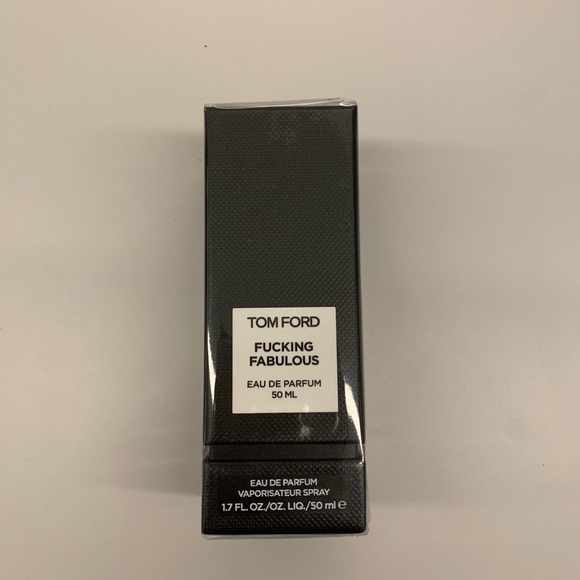 TOM FORD
FUCKING
FABULOUS
EAU DE PARFUM
50 ML
EAU DE PARFUM
VAPORISATEUR SPRAY
1.7 FL. OZ./OZ. LIQ./50 ml ℮